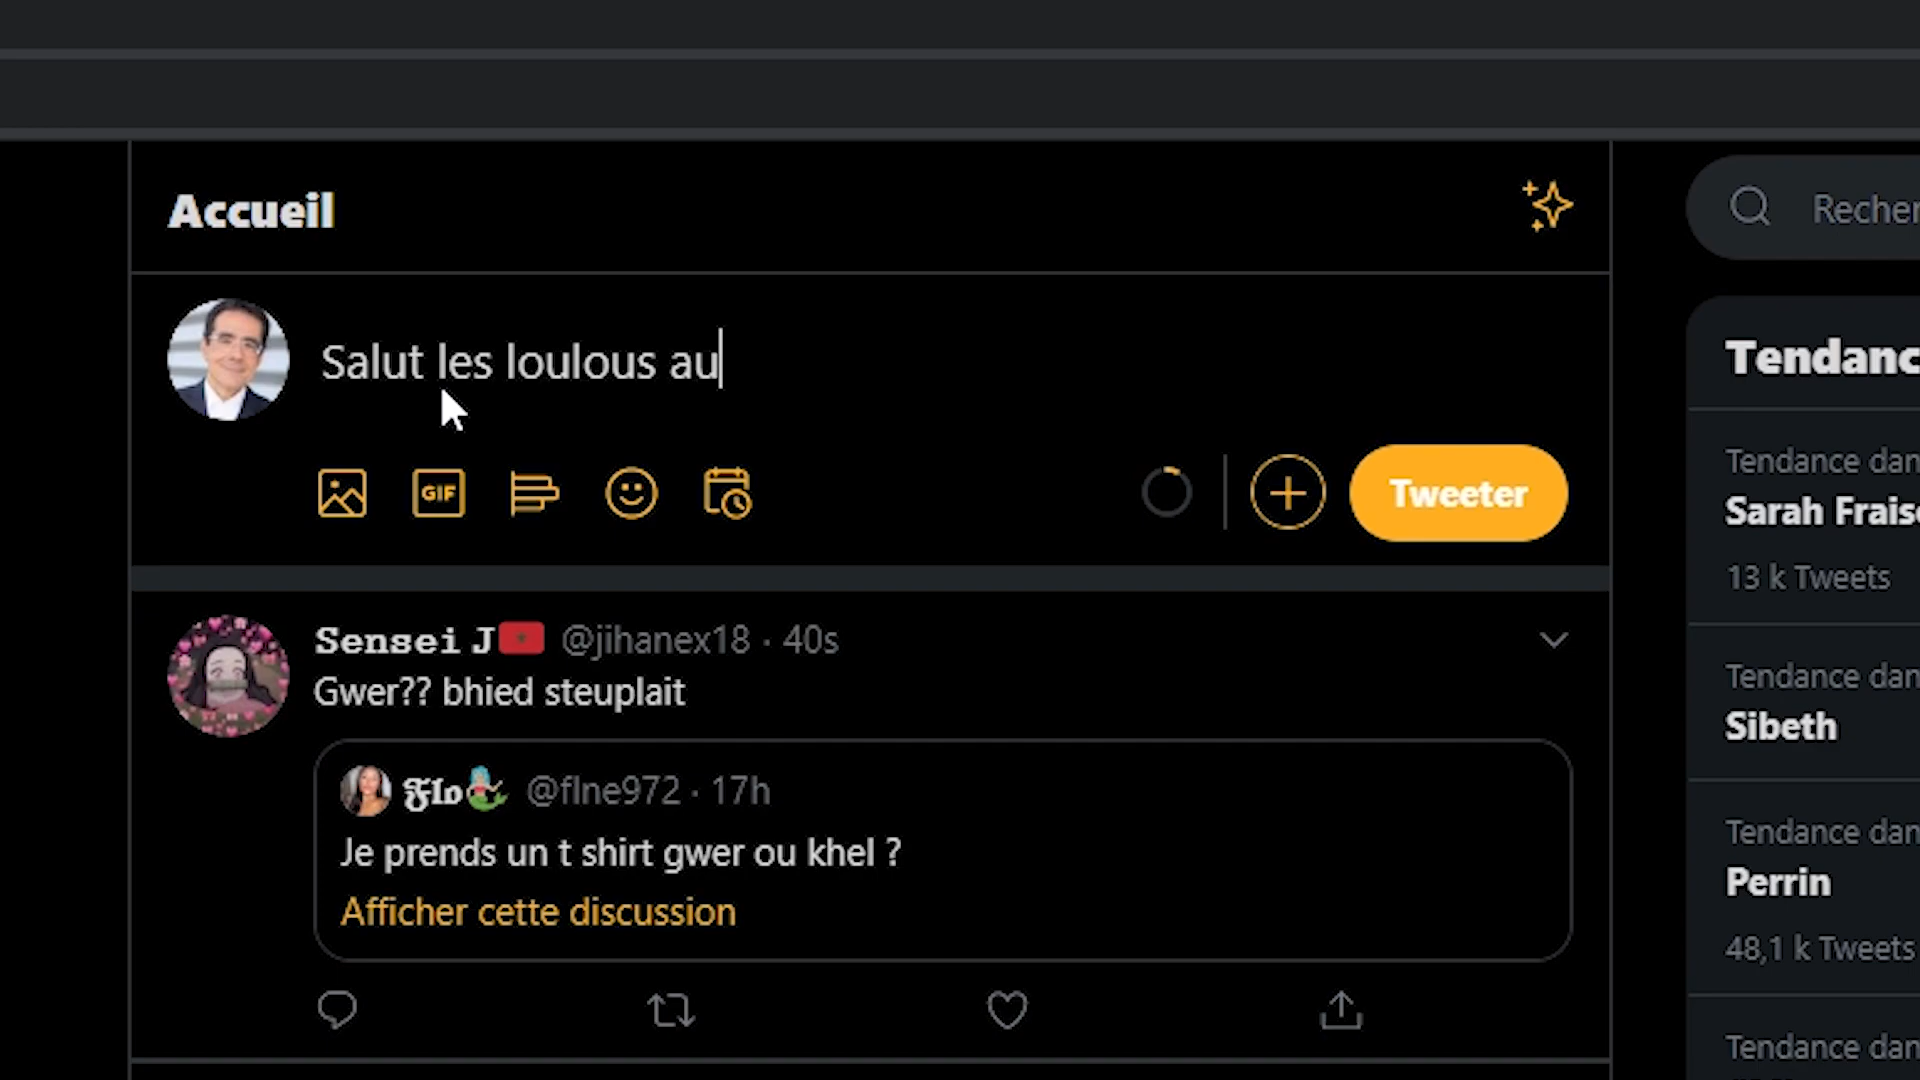 Accueil
Salut les loulous au
GIF
Tweeter
Sensei J @jihanex18 · 40s
Gwer?? bhied steuplait
Flo @flne972 · 17h
Je prends un t shirt gwer ou khel ?
Afficher cette discussion
Recher
Tendanc
Tendance dan
Sarah Frais
13 k Tweets
Tendance dan
Sibeth
Tendance dan
Perrin
48,1 k Tweets
Tendance dan